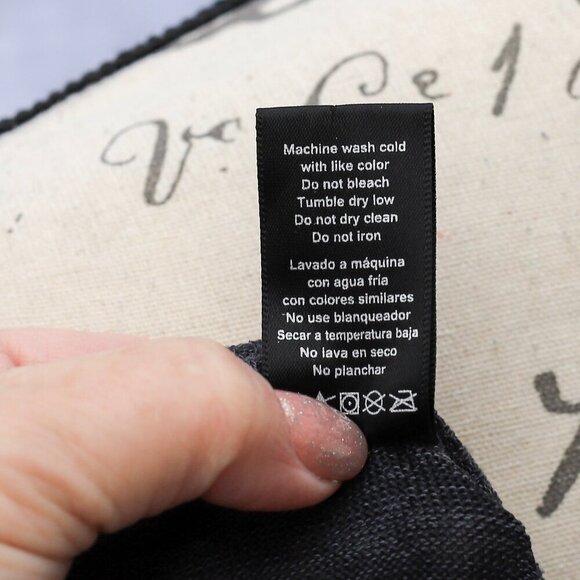 Machine wash cold
with like color
Do not bleach
Tumble dry low
Do not dry clean
Do not iron
Lavado a máquina
con agua fría
con colores similares
No use blanqueador
Secar a temperatura baja
No lava en seco
No planchar